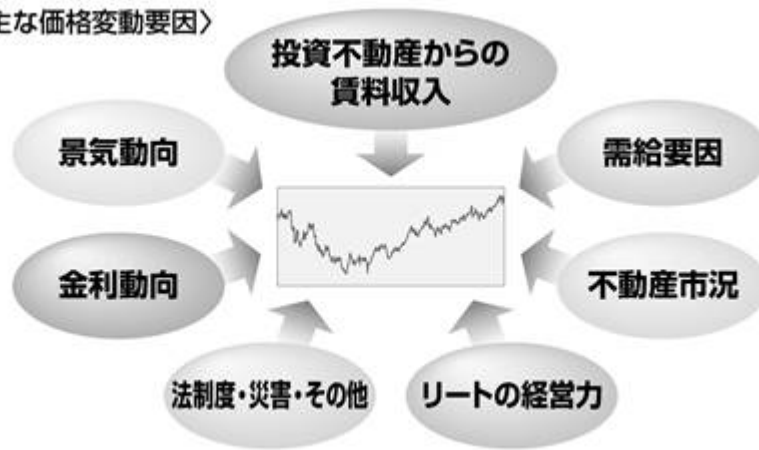 主な価格変動要因〉
投資不動産からの
賃料収入
景気動向
需給要因
金利動向
不動産市況
法制度・災害・その他
リートの経営力